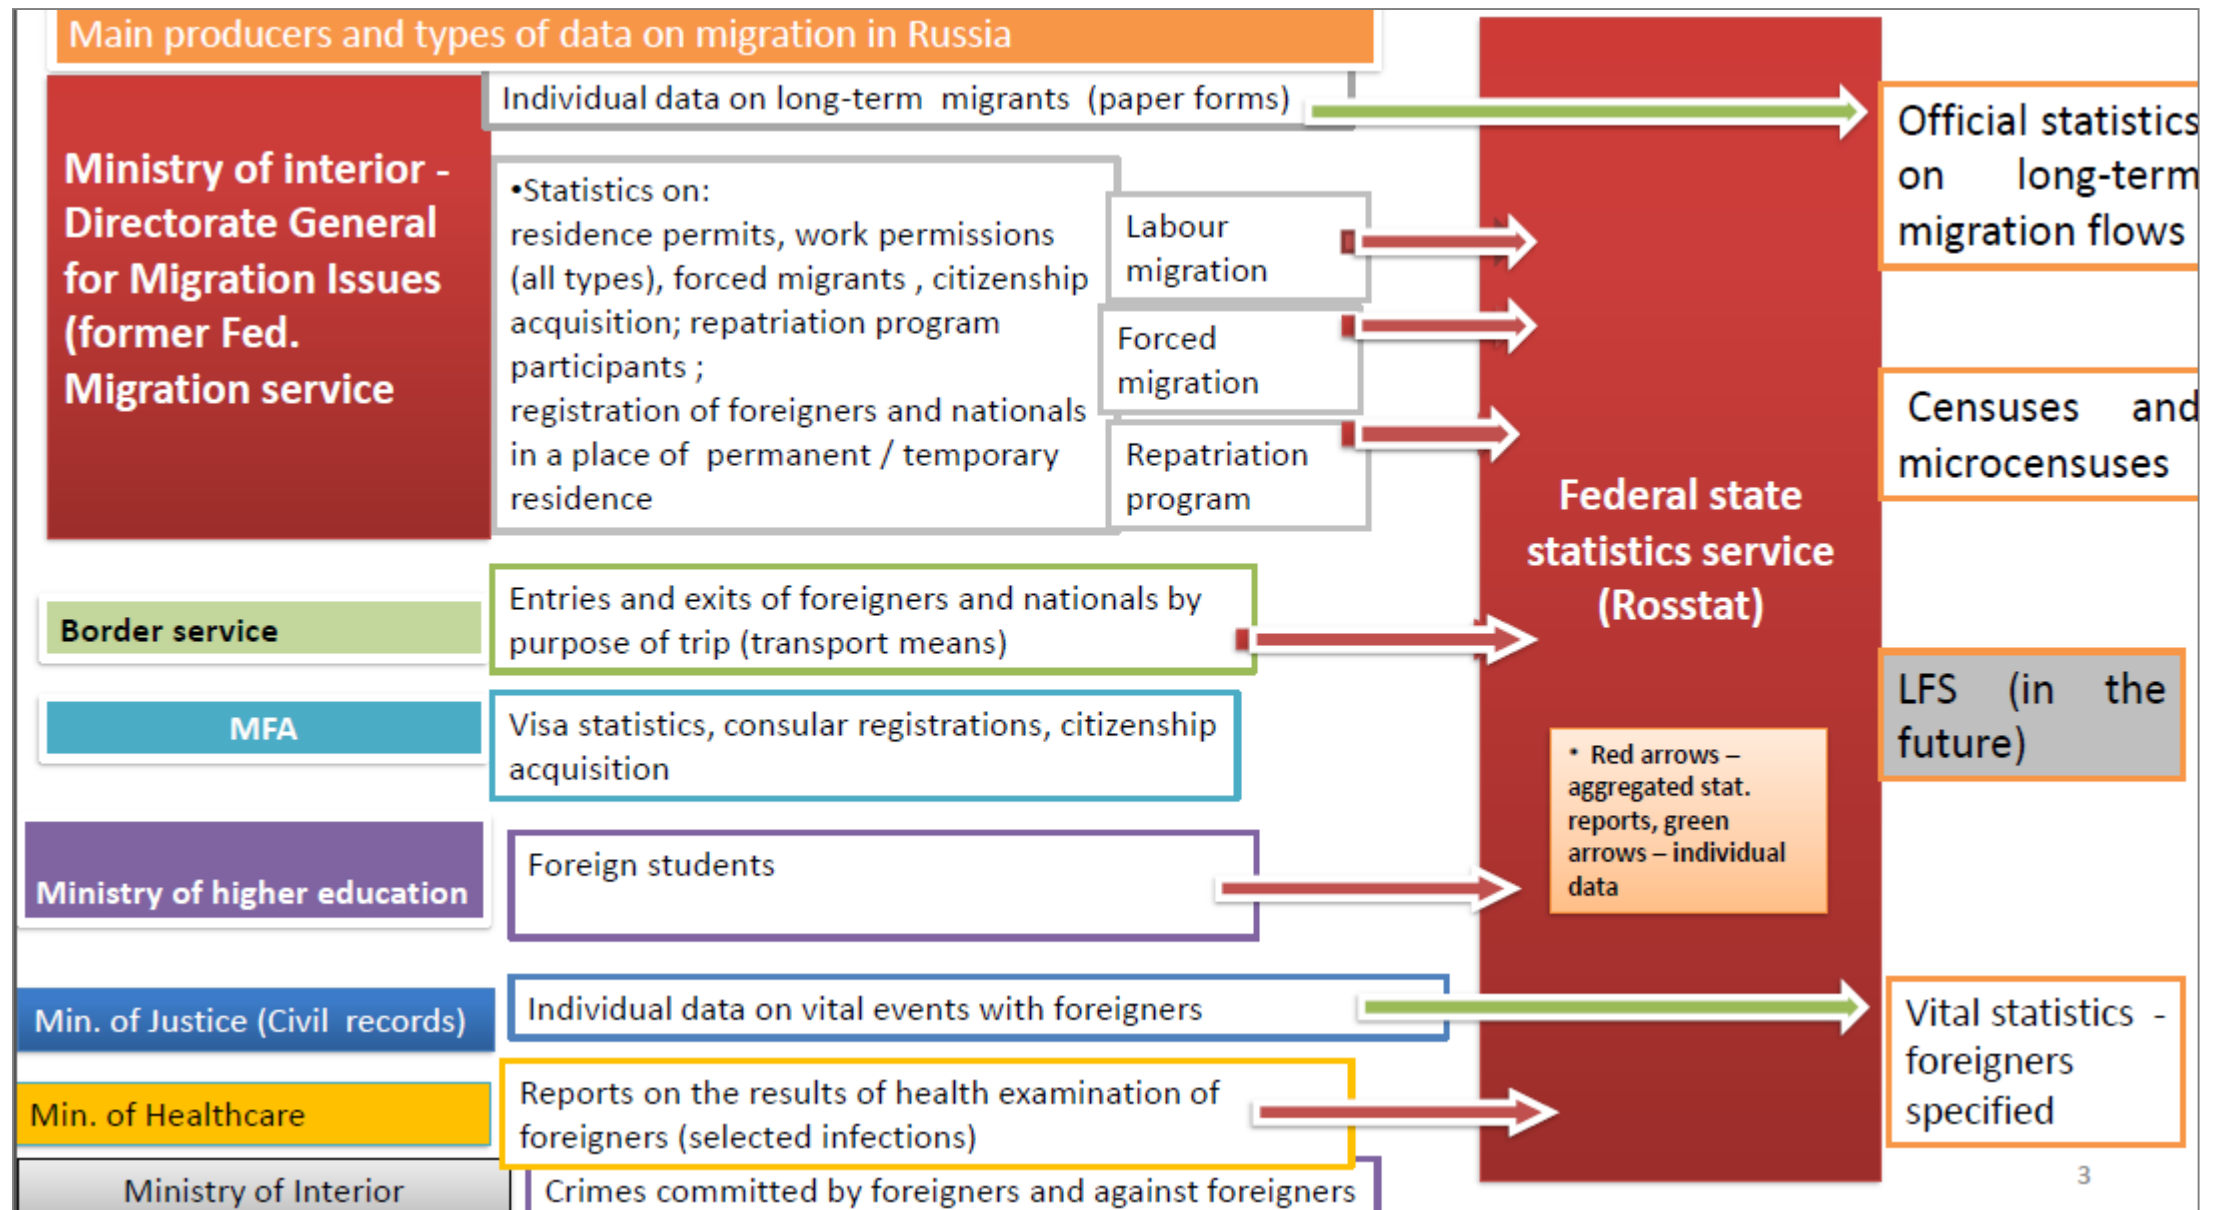 Main producers and types of data on migration in Russia
Ministry of interior -
Directorate General
for Migration Issues
(former Fed.
Migration service
Individual data on long-term migrants (paper forms)
•Statistics on:
residence permits, work permissions
(all types), forced migrants , citizenship
acquisition; repatriation program
participants ;
registration of foreigners and nationals
in a place of permanent / temporary
residence
Labour
migration
Forced
migration
Repatriation
program
Border service
Entries and exits of foreigners and nationals by
purpose of trip (transport means)
MFA
Visa statistics, consular registrations, citizenship
acquisition
Ministry of higher education
Foreign students
Min. of Justice (Civil records)
Individual data on vital events with foreigners
Min. of Healthcare
Reports on the results of health examination of
foreigners (selected infections)
Ministry of Interior
Crimes committed by foreigners and against foreigners
Federal state
statistics service
(Rosstat)
• Red arrows –
aggregated stat.
reports, green
arrows – individual
data
Official statistics
on long-term
migration flows
Censuses and
microcensuses
LFS (in the
future)
Vital statistics -
foreigners
specified
3